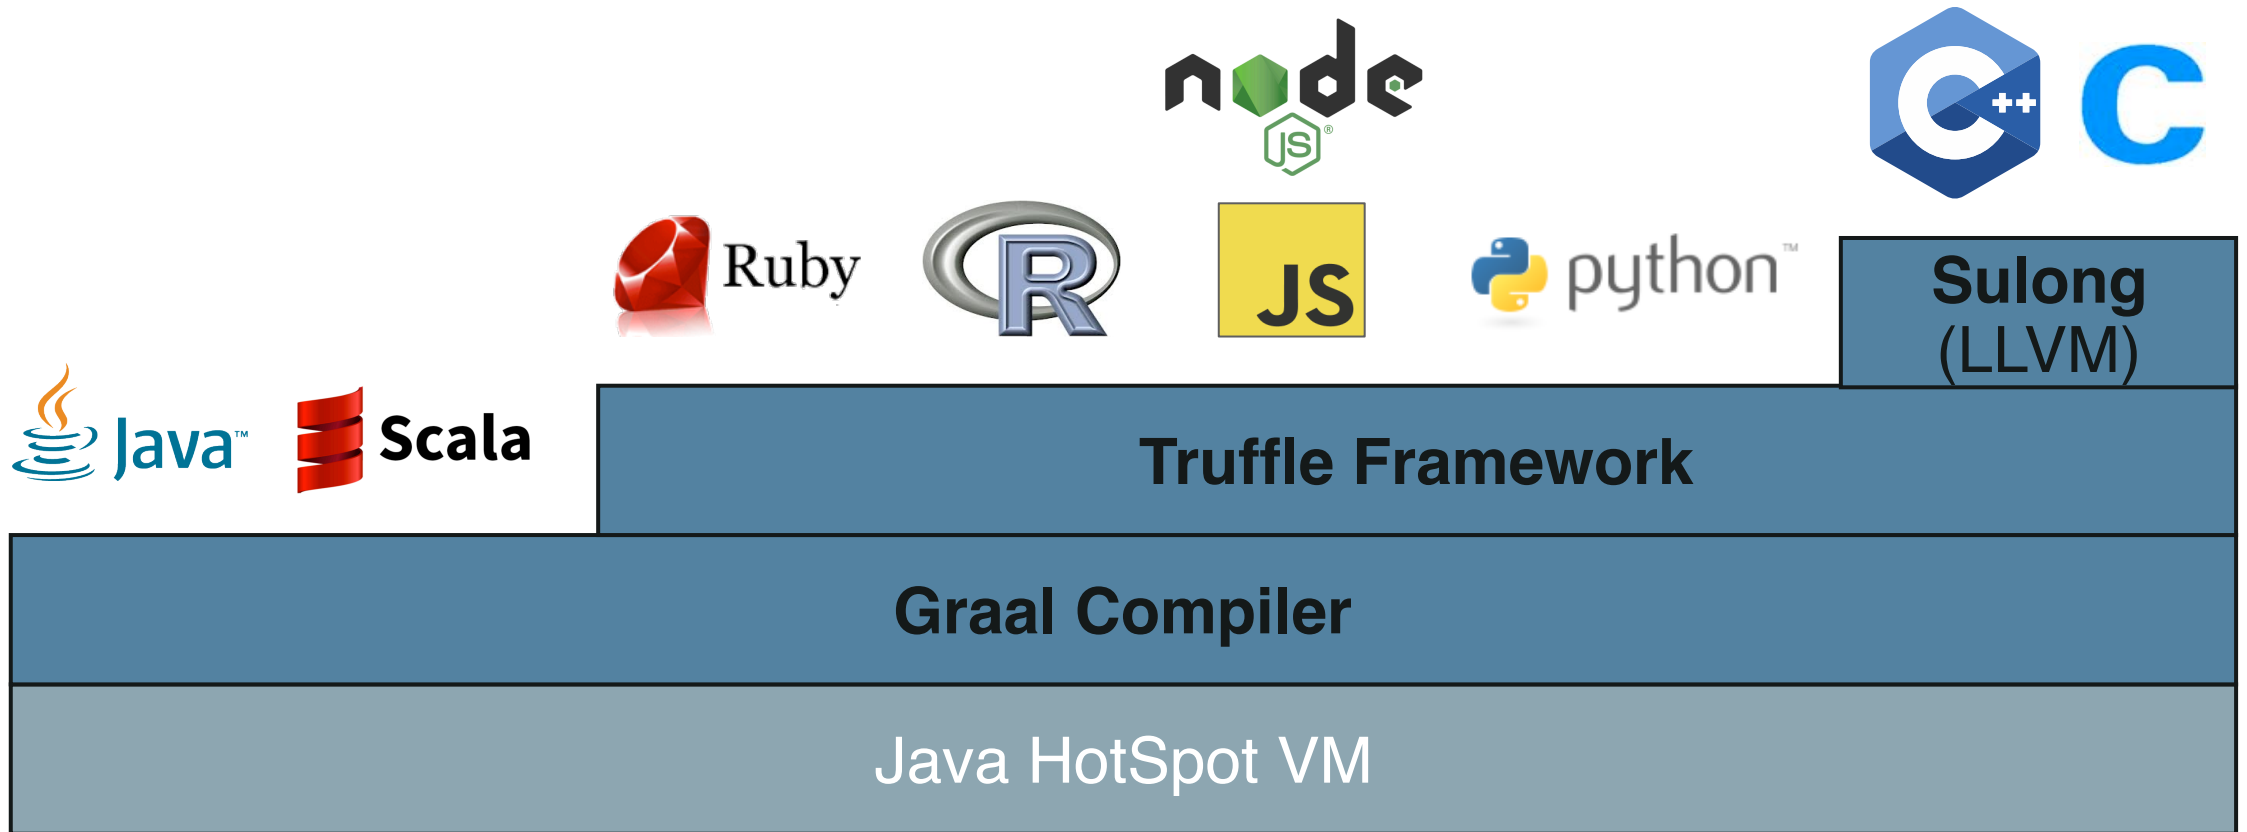 node
JS®
C++
C
Ruby
R
JS
python™
Sulong
(LLVM)
Java™
Scala
Truffle Framework
Graal Compiler
Java HotSpot VM